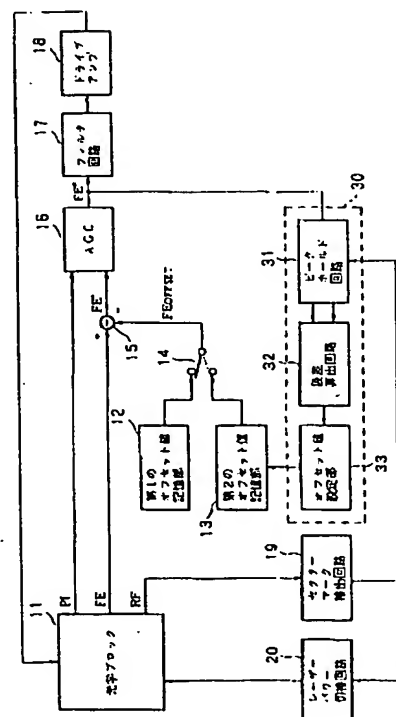 11
光学ブロック
PI
FE
RF
12
第1の
オフセット値
記憶部
13
第2のオフセット値
記憶部
14
15
+
-
FE
FEOFFSET
16
AGC
FE*
17
フィルタ
回路
18
ドライブ
アンプ
30
31
ピーク
ホールド
回路
32
誤差
算出回路
33
オフセット値
設定部
19
セクター
マーク
検出回路
20
レーザー
パワー
切換回路